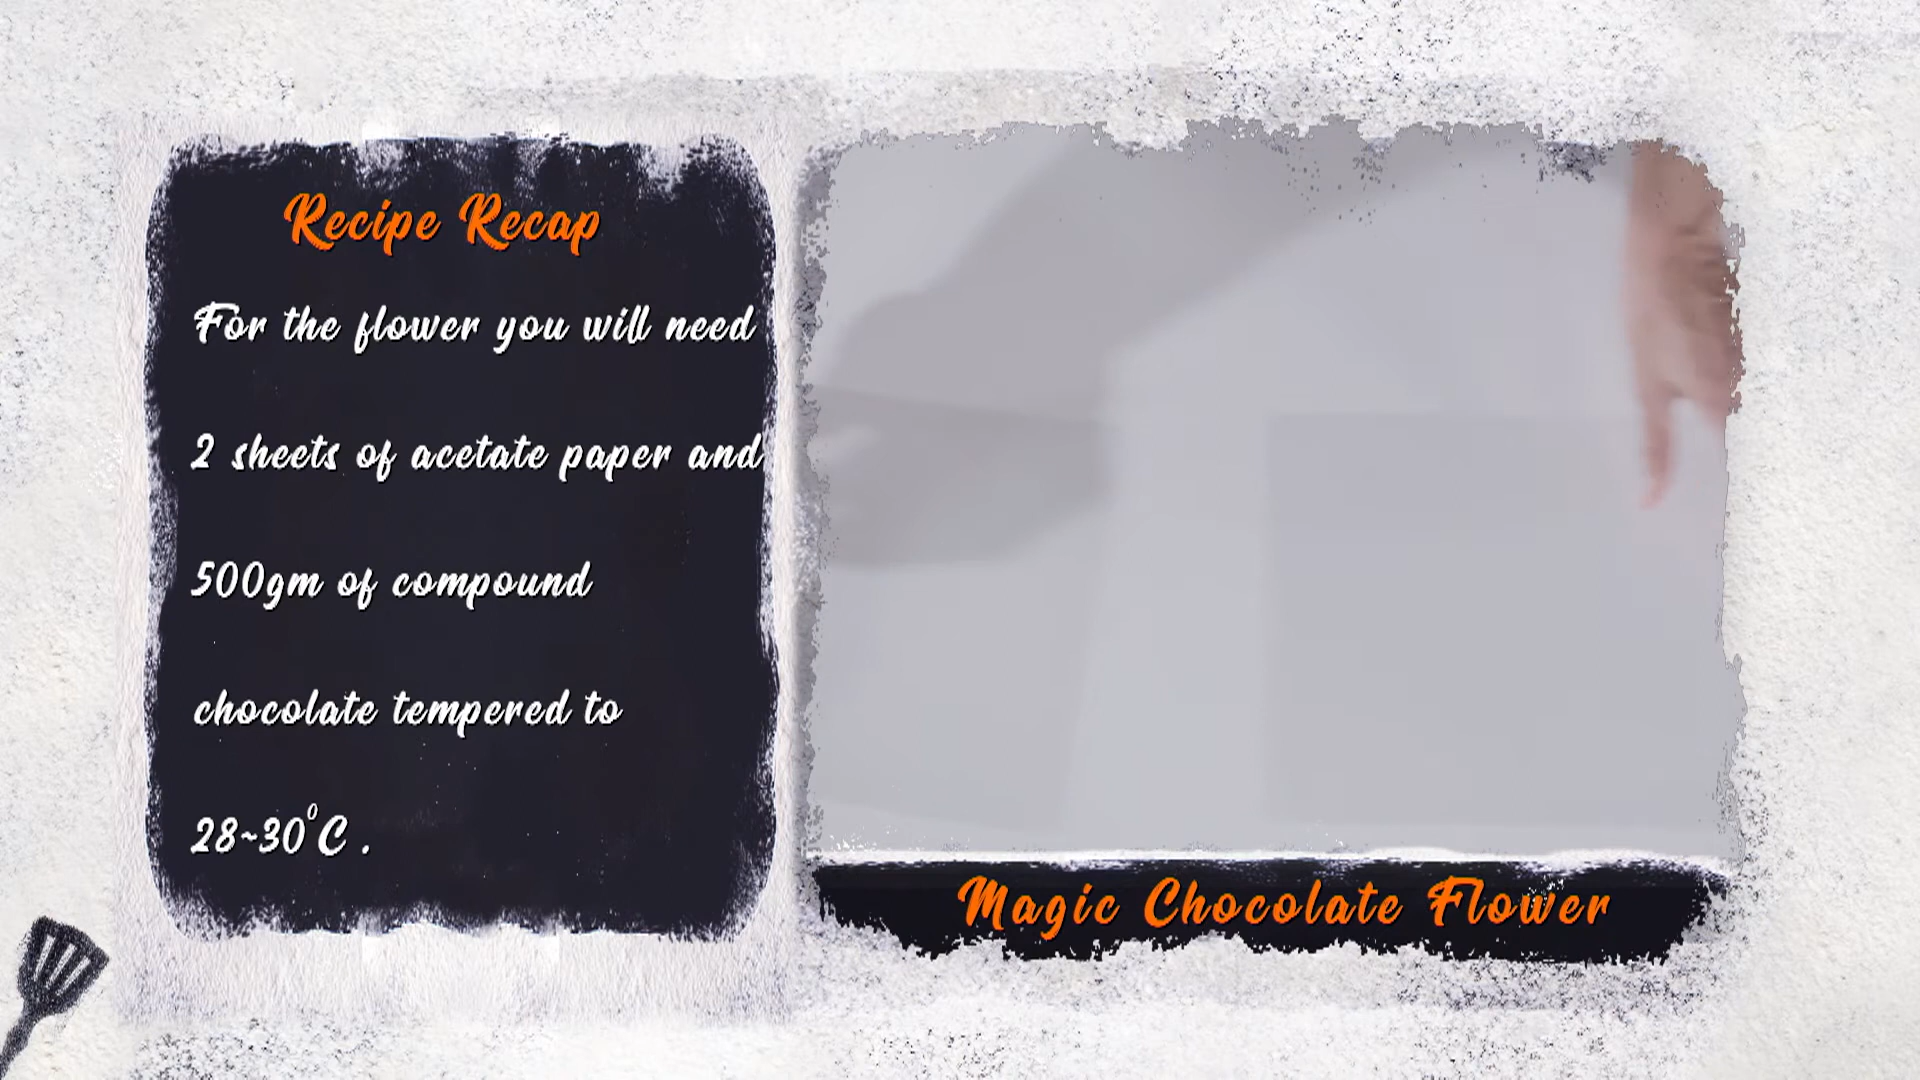 Recipe Recap
For the flower you will need
2 sheets of acetate paper and
500gm of compound
chocolate tempered to
28~30°C .
Magic Chocolate Flower